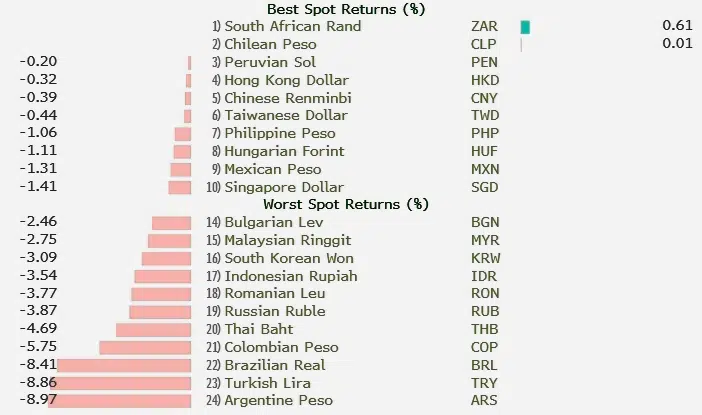 Best Spot Returns (%)
1) South African Rand ZAR 0.61
2) Chilean Peso CLP 0.01
-0.20 3) Peruvian Sol PEN
-0.32 4) Hong Kong Dollar HKD
-0.39 5) Chinese Renminbi CNY
-0.44 6) Taiwanese Dollar TWD
-1.06 7) Philippine Peso PHP
-1.11 8) Hungarian Forint HUF
-1.31 9) Mexican Peso MXN
-1.41 10) Singapore Dollar SGD
Worst Spot Returns (%)
-2.46 14) Bulgarian Lev BGN
-2.75 15) Malaysian Ringgit MYR
-3.09 16) South Korean Won KRW
-3.54 17) Indonesian Rupiah IDR
-3.77 18) Romanian Leu RON
-3.87 19) Russian Ruble RUB
-4.69 20) Thai Baht THB
-5.75 21) Colombian Peso COP
-8.41 22) Brazilian Real BRL
-8.86 23) Turkish Lira TRY
-8.97 24) Argentine Peso ARS